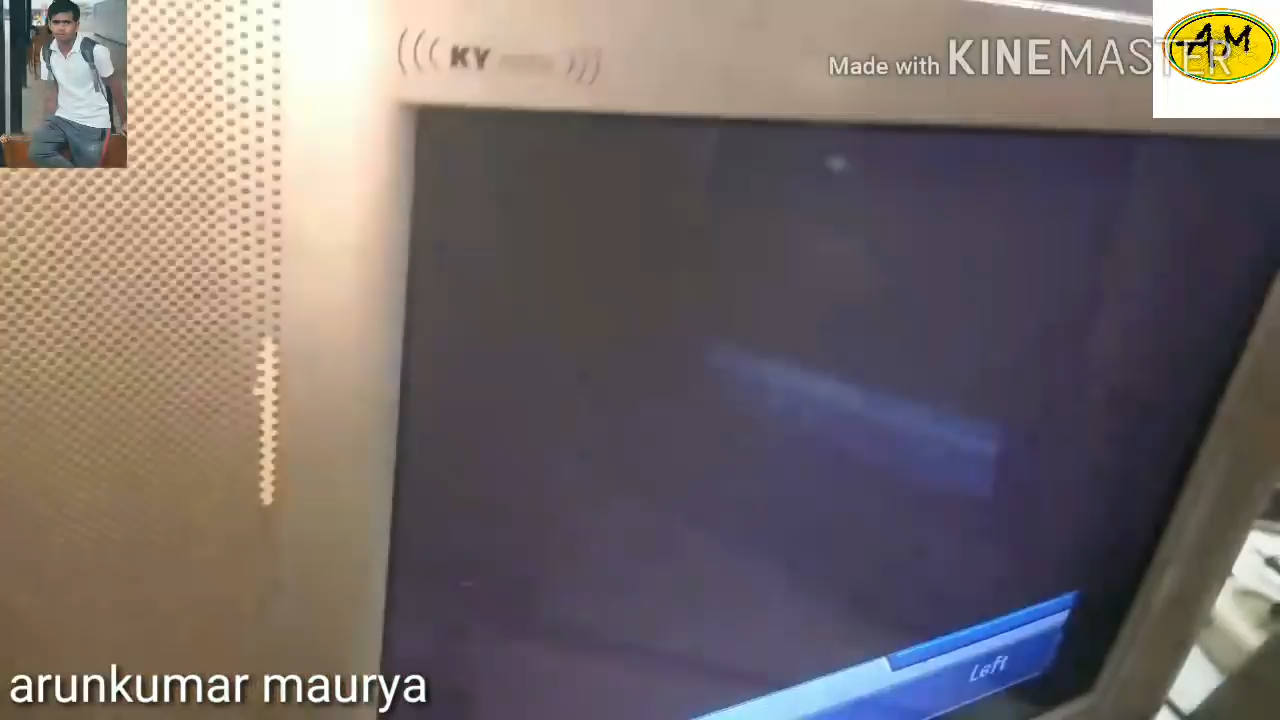 ((( KY )))
Made with KINEMASTER
AM
Left
arunkumar maurya